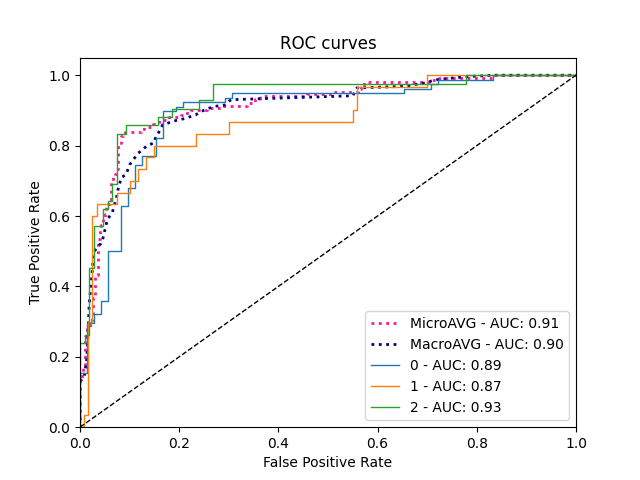 ROC curves
1.0
0.8
0.6
0.4
0.2
0.0
True Positive Rate
MicroAVG - AUC: 0.91
MacroAVG - AUC: 0.90
0 - AUC: 0.89
1 - AUC: 0.87
2 - AUC: 0.93
0.0 0.2 0.4 0.6 0.8 1.0
False Positive Rate